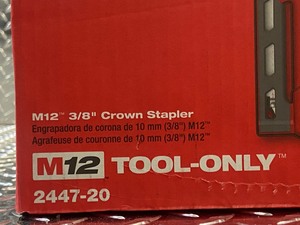 M12™ 3/8" Crown Stapler
Engrapadora de corona de 10 mm (3/8") M12™
Agrafeuse de couronne de 10 mm (3/8") M12™
M12 TOOL-ONLY™
2447-20